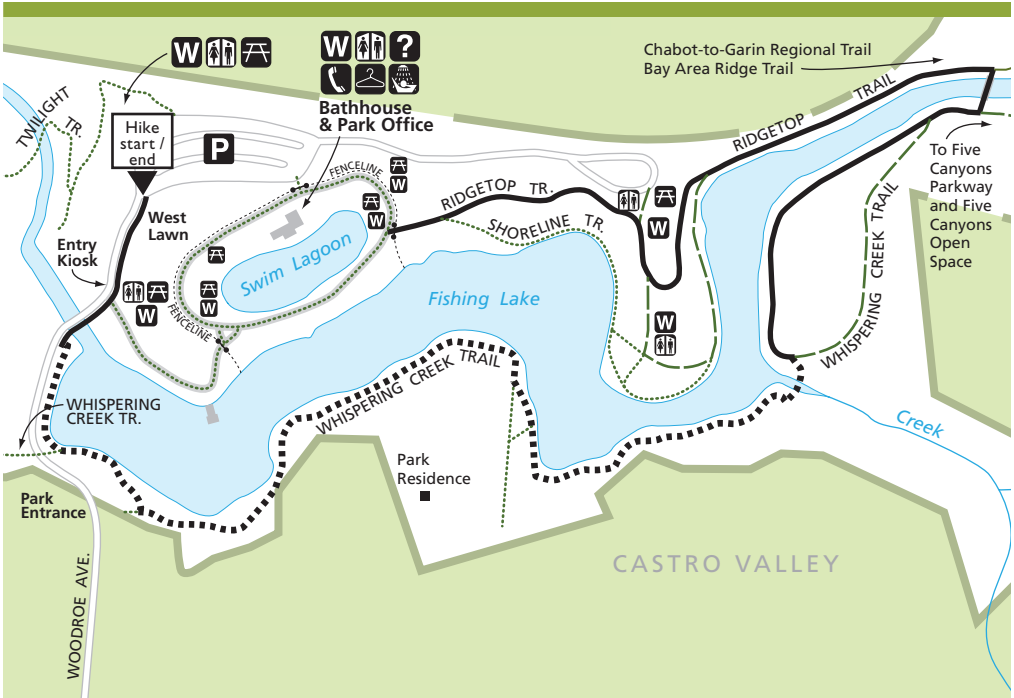 W
W
?
Chabot-to-Garin Regional Trail
Bay Area Ridge Trail
TWILIGHT
TR.
Hike
start /
end
P
Bathhouse
& Park Office
RIDGETOP TRAIL
To Five
Canyons
Parkway
and Five
Canyons
Open
Space
FENCELINE
W
W
RIDGETOP TR.
W
SHORELINE TR.
West
Lawn
Entry
Kiosk
W
Swim Lagoon
W
FENCELINE
Fishing Lake
W
WHISPERING CREEK TRAIL
WHISPERING CREEK TRAIL
WHISPERING
CREEK TR.
Creek
Park
Residence
Park
Entrance
CASTRO VALLEY
WOODROE AVE.